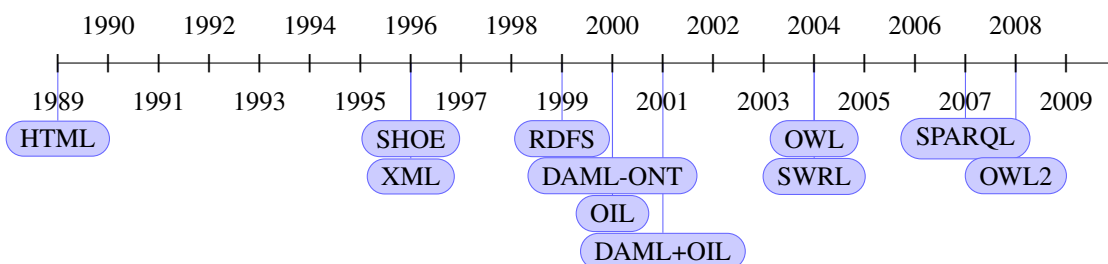 1990 1992 1994 1996 1998 2000 2002 2004 2006 2008
1989 1991 1993 1995 1997 1999 2001 2003 2005 2007 2009
HTML SHOE RDFS OWL SPARQL
XML DAML-ONT SWRL OWL2
OIL
DAML+OIL